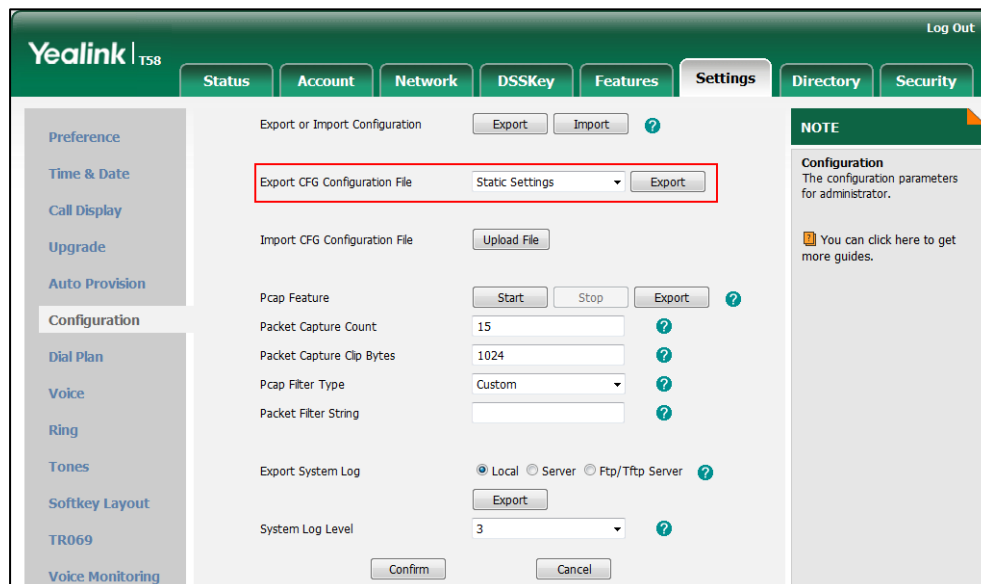 Log Out
Yealink | T58
Status Account Network DSSKey Features Settings Directory Security
Preference
Time & Date
Call Display
Upgrade
Auto Provision
Configuration
Dial Plan
Voice
Ring
Tones
Softkey Layout
TR069
Voice Monitoring
Export or Import Configuration Export Import ?
Export CFG Configuration File Static Settings Export
Import CFG Configuration File Upload File
Pcap Feature Start Stop Export ?
Packet Capture Count 15 ?
Packet Capture Clip Bytes 1024 ?
Pcap Filter Type Custom ?
Packet Filter String ?
Export System Log Local Server Ftp/Tftp Server ?
Export
System Log Level 3 ?
Confirm Cancel
NOTE
Configuration
The configuration parameters
for administrator.
? You can click here to get
more guides.